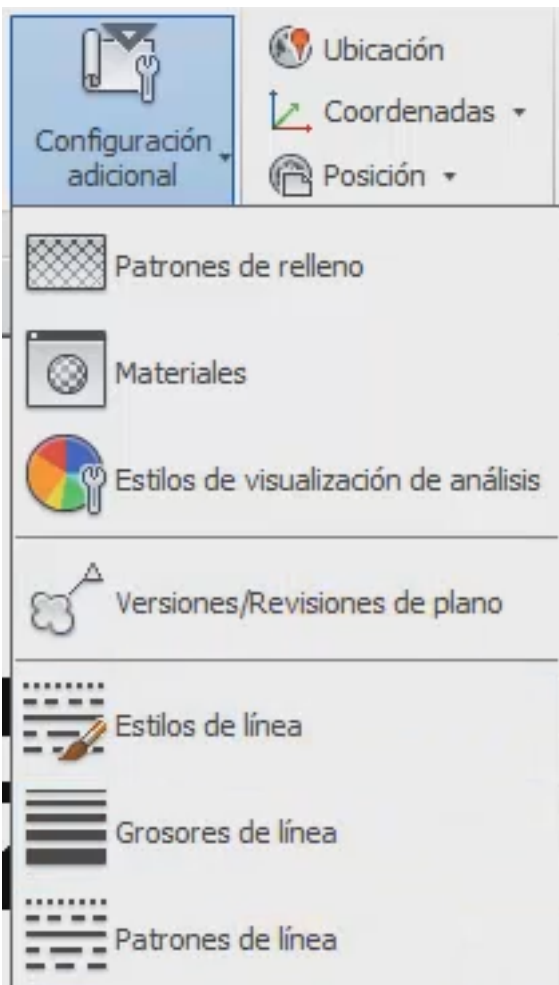 Configuración
adicional
Ubicación
Coordenadas
Posición
Patrones de relleno
Materiales
Estilos de visualización de análisis
Versiones/Revisiones de plano
Estilos de línea
Grosores de línea
Patrones de línea